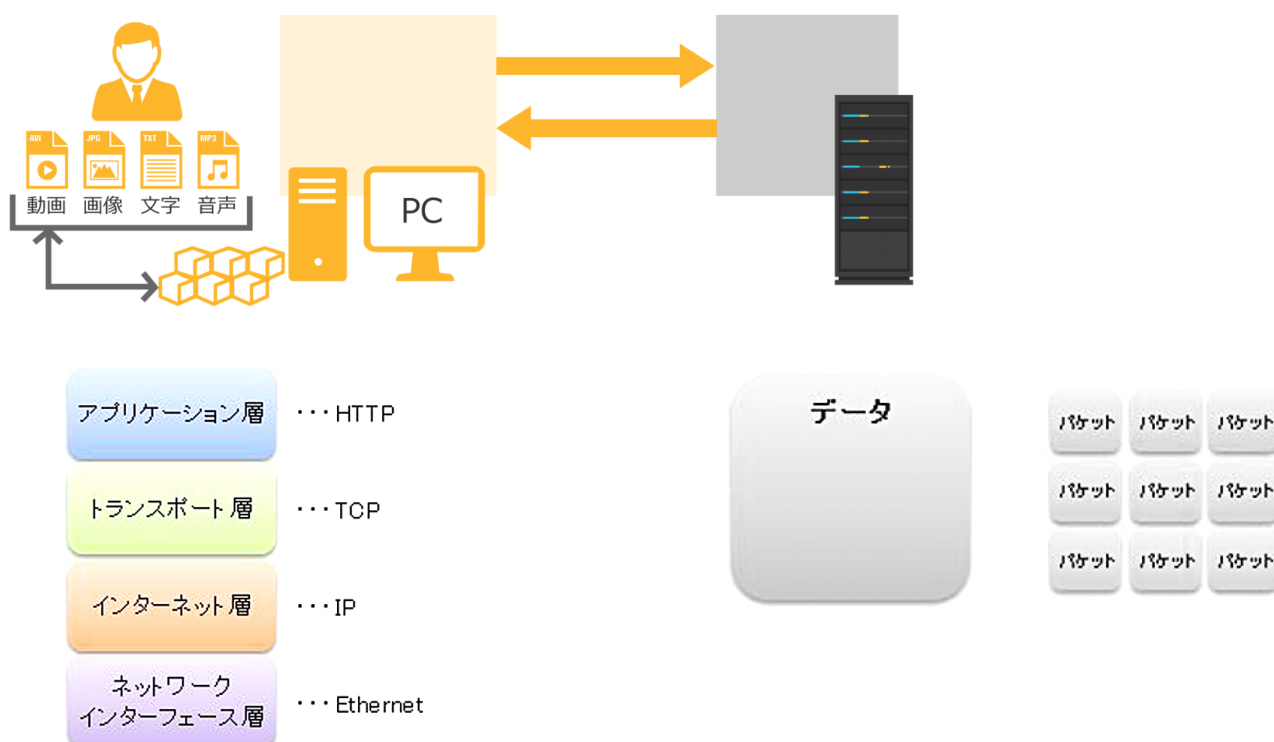 AVI
JPG
TXT
MP3
動画
画像
文字
音声
PC
アプリケーション層
・・・HTTP
トランスポート層
・・・TCP
インターネット層
・・・IP
ネットワーク
インターフェース層
・・・Ethernet
データ
パケット パケット パケット
パケット パケット パケット
パケット パケット パケット